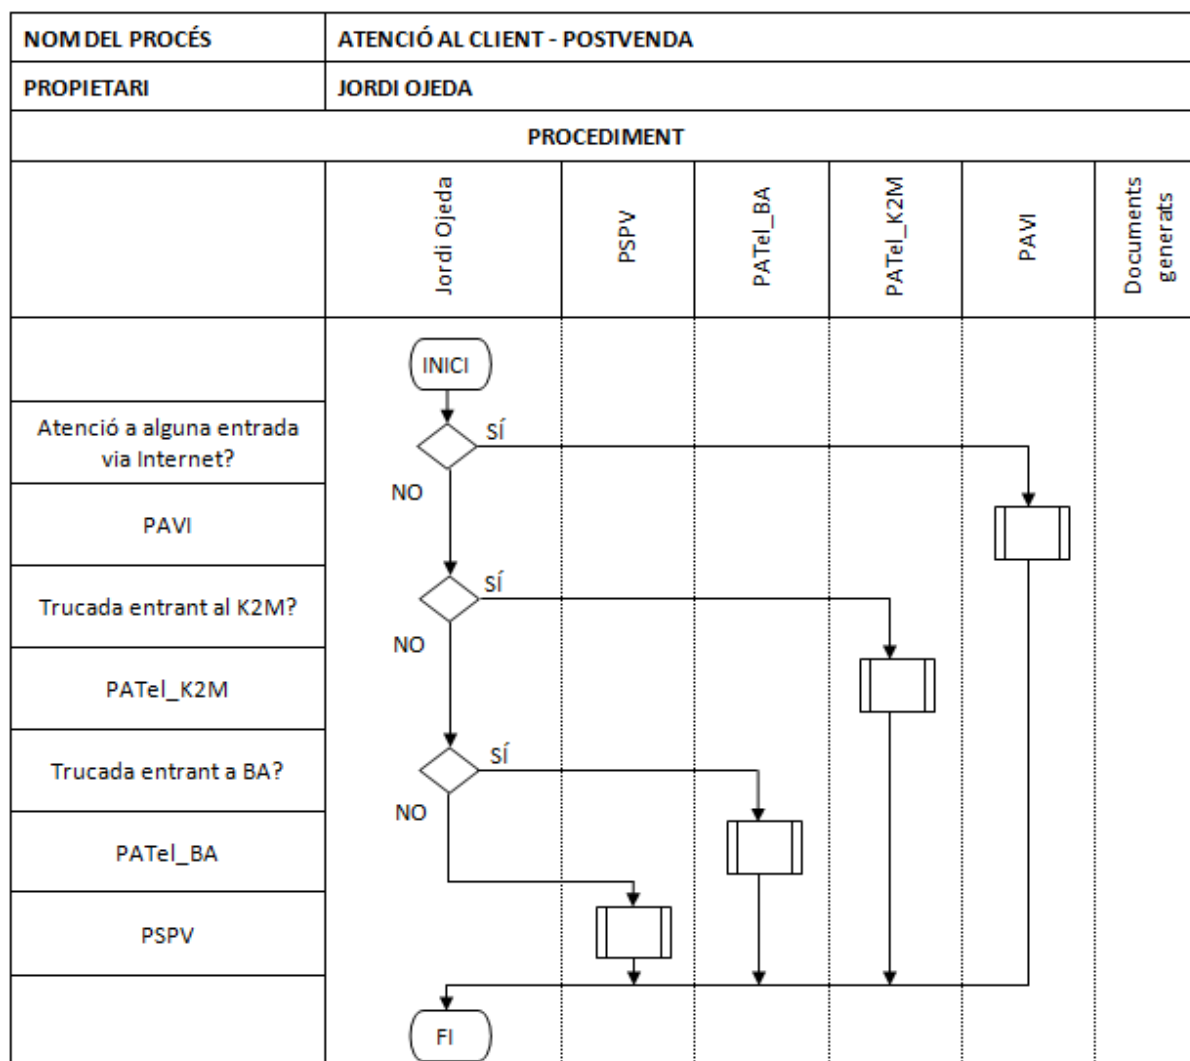 NOM DEL PROCÉS
ATENCIÓ AL CLIENT - POSTVENDA
PROPIETARI
JORDI OJEDA
PROCEDIMENT
Jordi Ojeda
PSPV
PATel_BA
PATel_K2M
PAVI
Documents
generats
INICI
Atenció a alguna entrada
via Internet?
SÍ
NO
PAVI
Trucada entrant al K2M?
SÍ
NO
PATel_K2M
Trucada entrant a BA?
SÍ
NO
PATel_BA
PSPV
FI